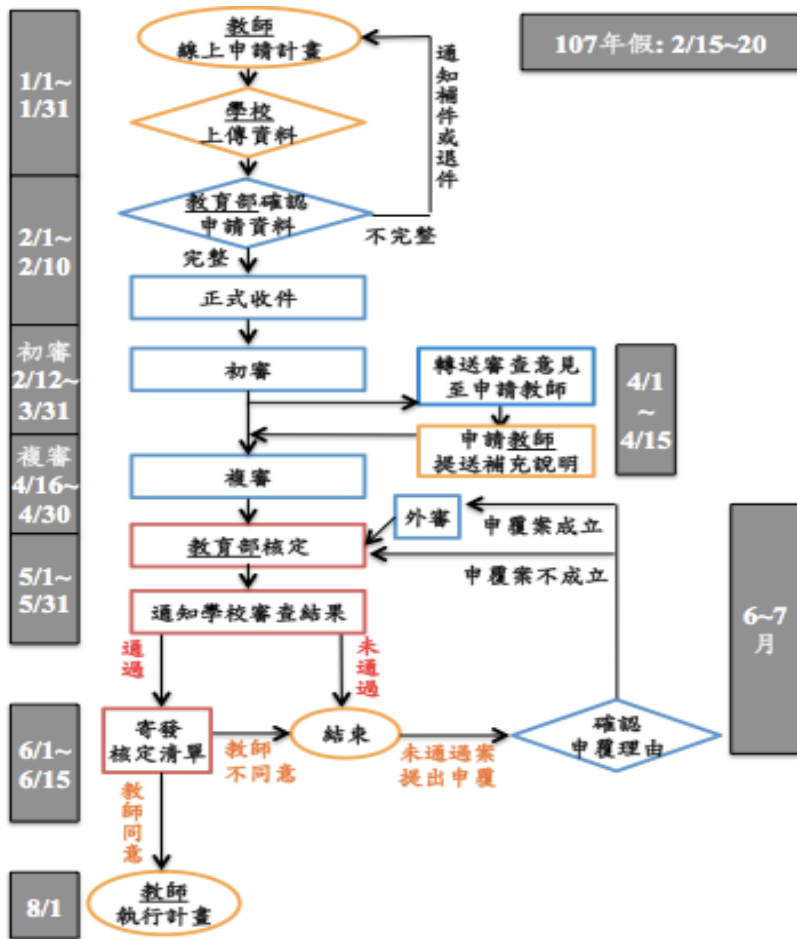 教師
線上申請計畫
107年假: 2/15~20
通知補件或退件
1/1~
1/31
學校
上傳資料
教育部確認
申請資料
不完整
完整
2/1~
2/10
正式收件
初審
2/12~
3/31
初審
轉送審查意見
至申請教師
4/1
~
4/15
申請教師
提送補充說明
複審
4/16~
4/30
複審
外審
申覆案成立
教育部核定
申覆案不成立
5/1~
5/31
通知學校審查結果
6~7
月
通過
未通過
6/1~
6/15
寄發
核定清單
教師
不同意
結束
未通過案
提出申覆
確認
申覆理由
教師同意
8/1
教師
執行計畫